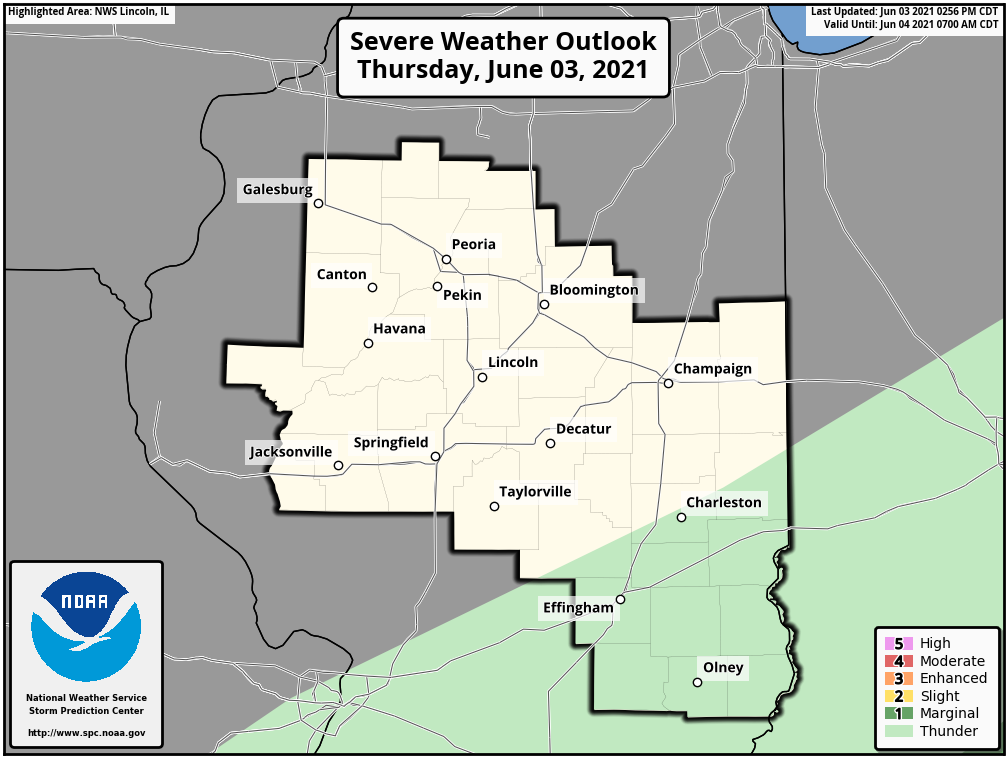 Highlighted Area: NWS Lincoln, IL
Last Updated: Jun 03 2021 0256 PM CDT
Valid Until: Jun 04 2021 0700 AM CDT
Severe Weather Outlook
Thursday, June 03, 2021
Galesburg
Peoria
Canton
Pekin
Bloomington
Havana
Lincoln
Champaign
Decatur
Springfield
Jacksonville
Taylorville
Charleston
Effingham
Olney
NOAA
National Weather Service
Storm Prediction Center
http://www.spc.noaa.gov
5 High
4 Moderate
3 Enhanced
2 Slight
1 Marginal
Thunder